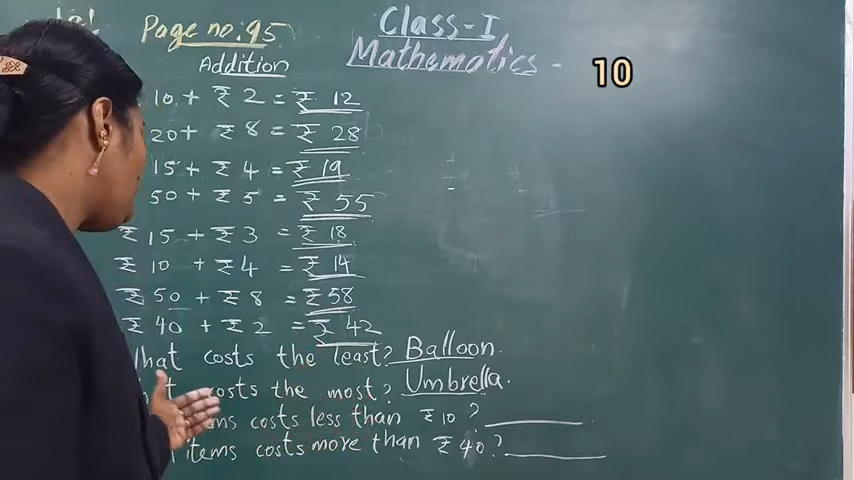 Page no: 95
Class-I
Mathematics - 10
Addition
10 + ₹ 2 = ₹ 12
20 + ₹ 8 = ₹ 28
15 + ₹ 4 = ₹ 19
50 + ₹ 5 = ₹ 55
₹ 15 + ₹ 3 = ₹ 18
₹ 10 + ₹ 4 = ₹ 14
₹ 50 + ₹ 8 = ₹ 58
₹ 40 + ₹ 2 = ₹ 42
What costs the least? Balloon.
costs the most? Umbrella.
costs less than ₹ 10 ?
items costs more than ₹ 40?